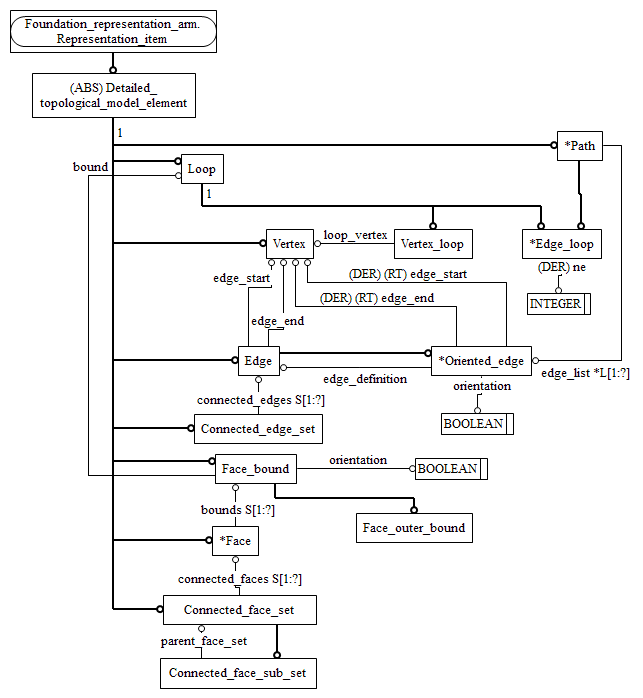 Foundation_representation_arm.
Representation_item
(ABS) Detailed_
topological_model_element
1
*Path
bound
Loop
1
Vertex
loop_vertex
Vertex_loop
*Edge_loop
(DER) ne
INTEGER
edge_start
(DER) (RT) edge_start
(DER) (RT) edge_end
edge_end
Edge
*Oriented_edge
edge_definition
edge_list *L[1:?]
orientation
connected_edges S[1:?]
Connected_edge_set
BOOLEAN
Face_bound
orientation
BOOLEAN
bounds S[1:?]
Face_outer_bound
*Face
connected_faces S[1:?]
Connected_face_set
parent_face_set
Connected_face_sub_set